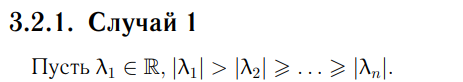 3.2.1. Случай 1
Пусть λ₁ ∈ ℝ, |λ₁| > |λ₂| ⩾ … ⩾ |λₙ|.